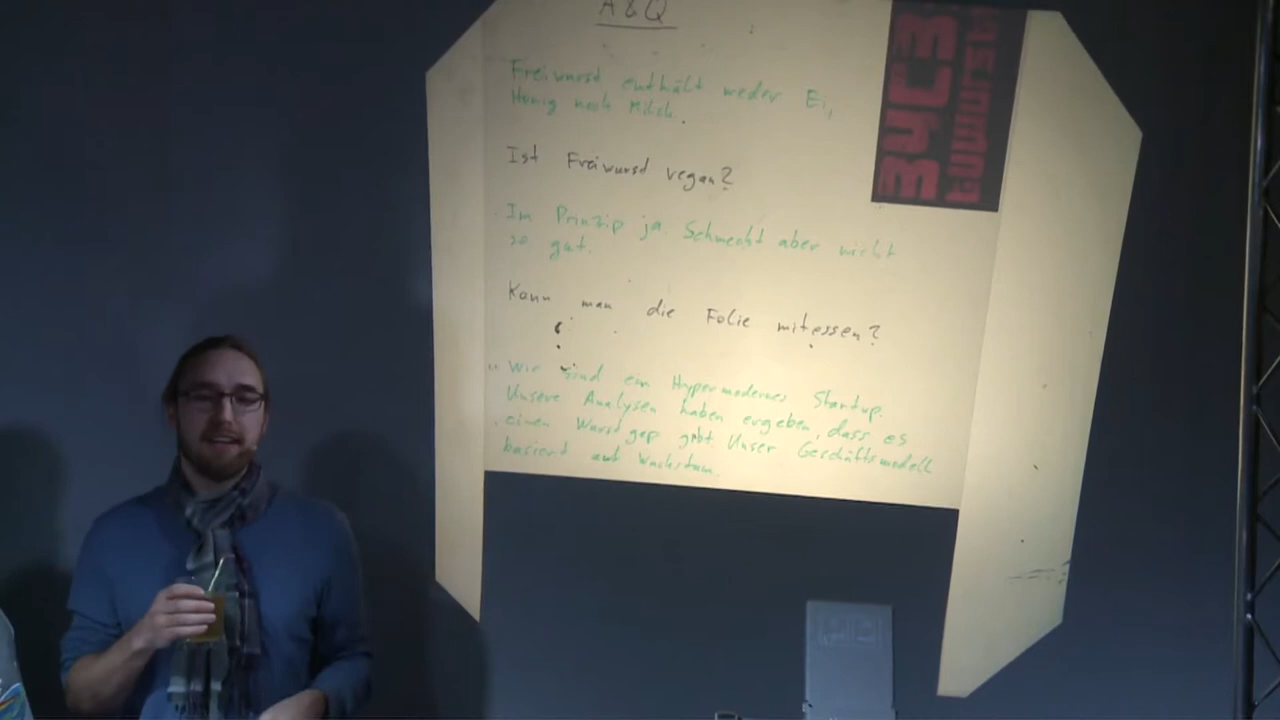 A & Q
Freiwurst enthält weder Ei,
Honig noch Milch.
Ist Freiwurst vegan?
Im Prinzip ja. Schmeckt aber nicht
so gut.
Kann man die Folie mitessen?
Wir sind ein Hypermodernes Startup.
Unsere Analysen haben ergeben, dass es
einen Wurst gap gibt Unser Geschäftsmodell
basiert auf Wachstum.
34C3
tuwurst